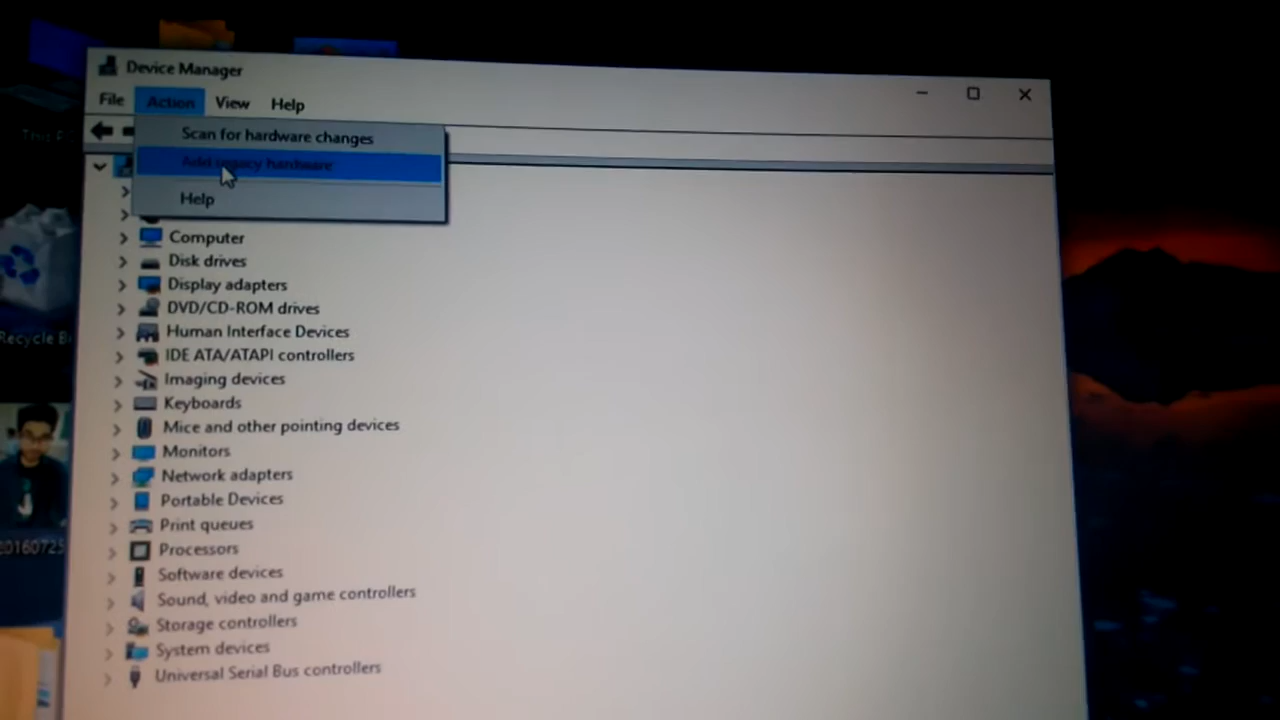 This P
Device Manager
File Action View Help
Scan for hardware changes
Add legacy hardware
Help
Computer
Disk drives
Display adapters
DVD/CD-ROM drives
Human Interface Devices
IDE ATA/ATAPI controllers
Imaging devices
Keyboards
Mice and other pointing devices
Monitors
Network adapters
Portable Devices
Print queues
Processors
Software devices
Sound, video and game controllers
Storage controllers
System devices
Universal Serial Bus controllers
Recycle B
20160725